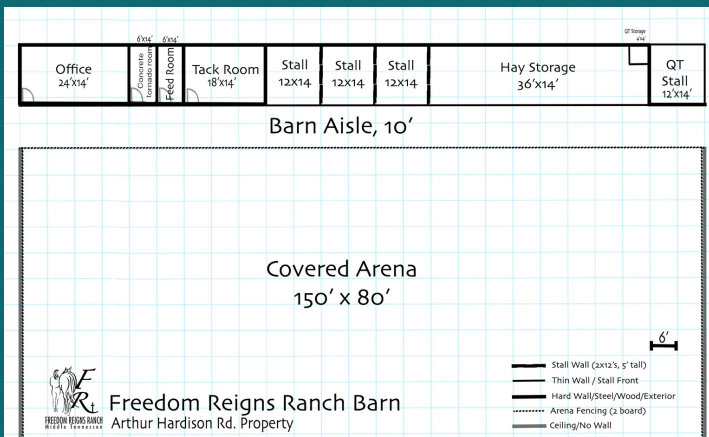 QT Storage
4'x4'
6'x14' 6'x14'
Office
24'x14'
Concrete
tornado room
Feed Room
Tack Room
18'x14'
Stall
12x14
Stall
12x14
Stall
12x14
Hay Storage
36'x14'
QT
Stall
12'x14'
Barn Aisle, 10'
Covered Arena
150' x 80'
6'
Stall Wall (2x12's, 5' tall)
Thin Wall / Stall Front
Hard Wall/Steel/Wood/Exterior
Arena Fencing (2 board)
Ceiling/No Wall
FRt
FREEDOM REIGNS RANCH
Middle Tennessee
Freedom Reigns Ranch Barn
Arthur Hardison Rd. Property